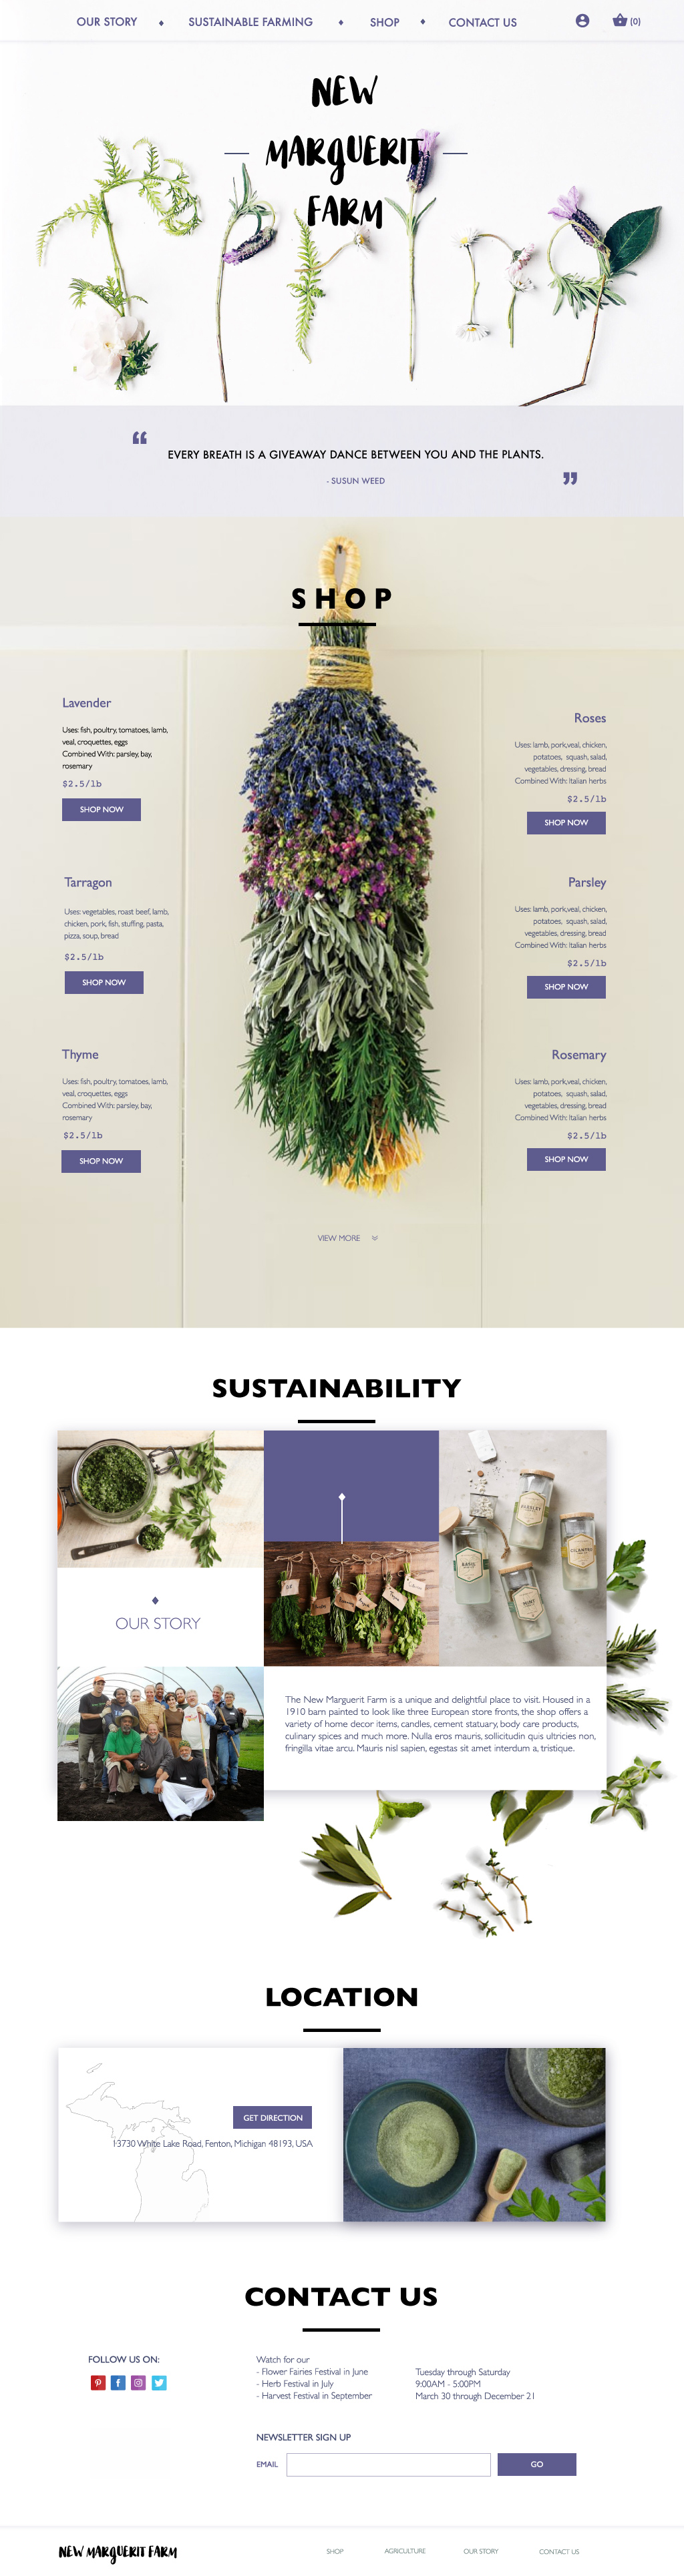 OUR STORY ♦ SUSTAINABLE FARMING ♦ SHOP ♦ CONTACT US (0)
NEW
MARGUERIT
FARM
Spring
“ EVERY BREATH IS A GIVEAWAY DANCE BETWEEN YOU AND THE PLANTS.
- SUSUN WEED ”
SHOP
Lavender
Uses: fish, poultry, tomatoes, lamb,
veal, croquettes, eggs
Combined With: parsley, bay,
rosemary
$2.5/lb
SHOP NOW
Roses
Uses: lamb, pork,veal, chicken,
potatoes, squash, salad,
vegetables, dressing, bread
Combined With: Italian herbs
$2.5/lb
SHOP NOW
Tarragon
Uses: vegetables, roast beef, lamb,
chicken, pork, fish, stuffing, pasta,
pizza, soup, bread
$2.5/lb
SHOP NOW
Parsley
Uses: lamb, pork,veal, chicken,
potatoes, squash, salad,
vegetables, dressing, bread
Combined With: Italian herbs
$2.5/lb
SHOP NOW
Thyme
Uses: fish, poultry, tomatoes, lamb,
veal, croquettes, eggs
Combined With: parsley, bay,
rosemary
$2.5/lb
SHOP NOW
Rosemary
Uses: lamb, pork,veal, chicken,
potatoes, squash, salad,
vegetables, dressing, bread
Combined With: Italian herbs
$2.5/lb
SHOP NOW
VIEW MORE
SUSTAINABILITY
PARSLEY
CILANTRO
BASIL
MINT
OUR STORY
The New Marguerit Farm is a unique and delightful place to visit. Housed in a
1910 barn painted to look like three European store fronts, the shop offers a
variety of home decor items, candles, cement statuary, body care products,
culinary spices and much more. Nulla eros mauris, sollicitudin quis ultricies non,
fringilla vitae arcu. Mauris nisl sapien, egestas sit amet interdum a, tristique.
LOCATION
GET DIRECTION
13730 White Lake Road, Fenton, Michigan 48193, USA
CONTACT US
FOLLOW US ON:
Watch for our
- Flower Fairies Festival in June
- Herb Festival in July
- Harvest Festival in September
Tuesday through Saturday
9:00AM - 5:00PM
March 30 through December 21
NEWSLETTER SIGN UP
EMAIL
GO
NEW MARGUERIT FARM
SHOP AGRICULTURE OUR STORY CONTACT US